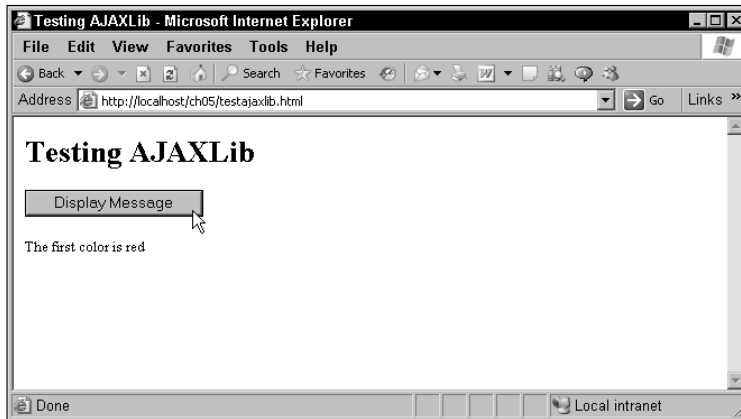 Testing AJAXLib - Microsoft Internet Explorer
File Edit View Favorites Tools Help
Back Search Favorites
Address http://localhost/ch05/testajaxlib.html Go Links »
Testing AJAXLib
Display Message
The first color is red
Done Local intranet